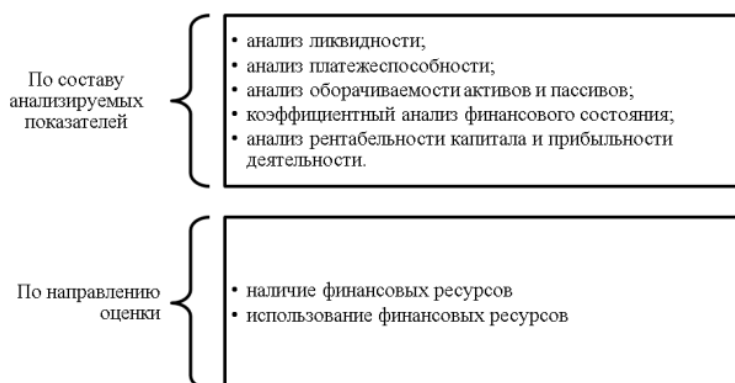 По составу
анализируемых
показателей
• анализ ликвидности;
• анализ платежеспособности;
• анализ оборачиваемости активов и пассивов;
• коэффициентный анализ финансового состояния;
• анализ рентабельности капитала и прибыльности
деятельности.
По направлению
оценки
• наличие финансовых ресурсов
• использование финансовых ресурсов